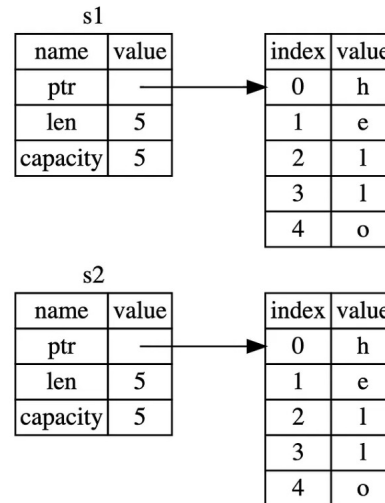 s1
name value
ptr
len 5
capacity 5
index value
0 h
1 e
2 l
3 l
4 o
s2
name value
ptr
len 5
capacity 5
index value
0 h
1 e
2 l
3 l
4 o